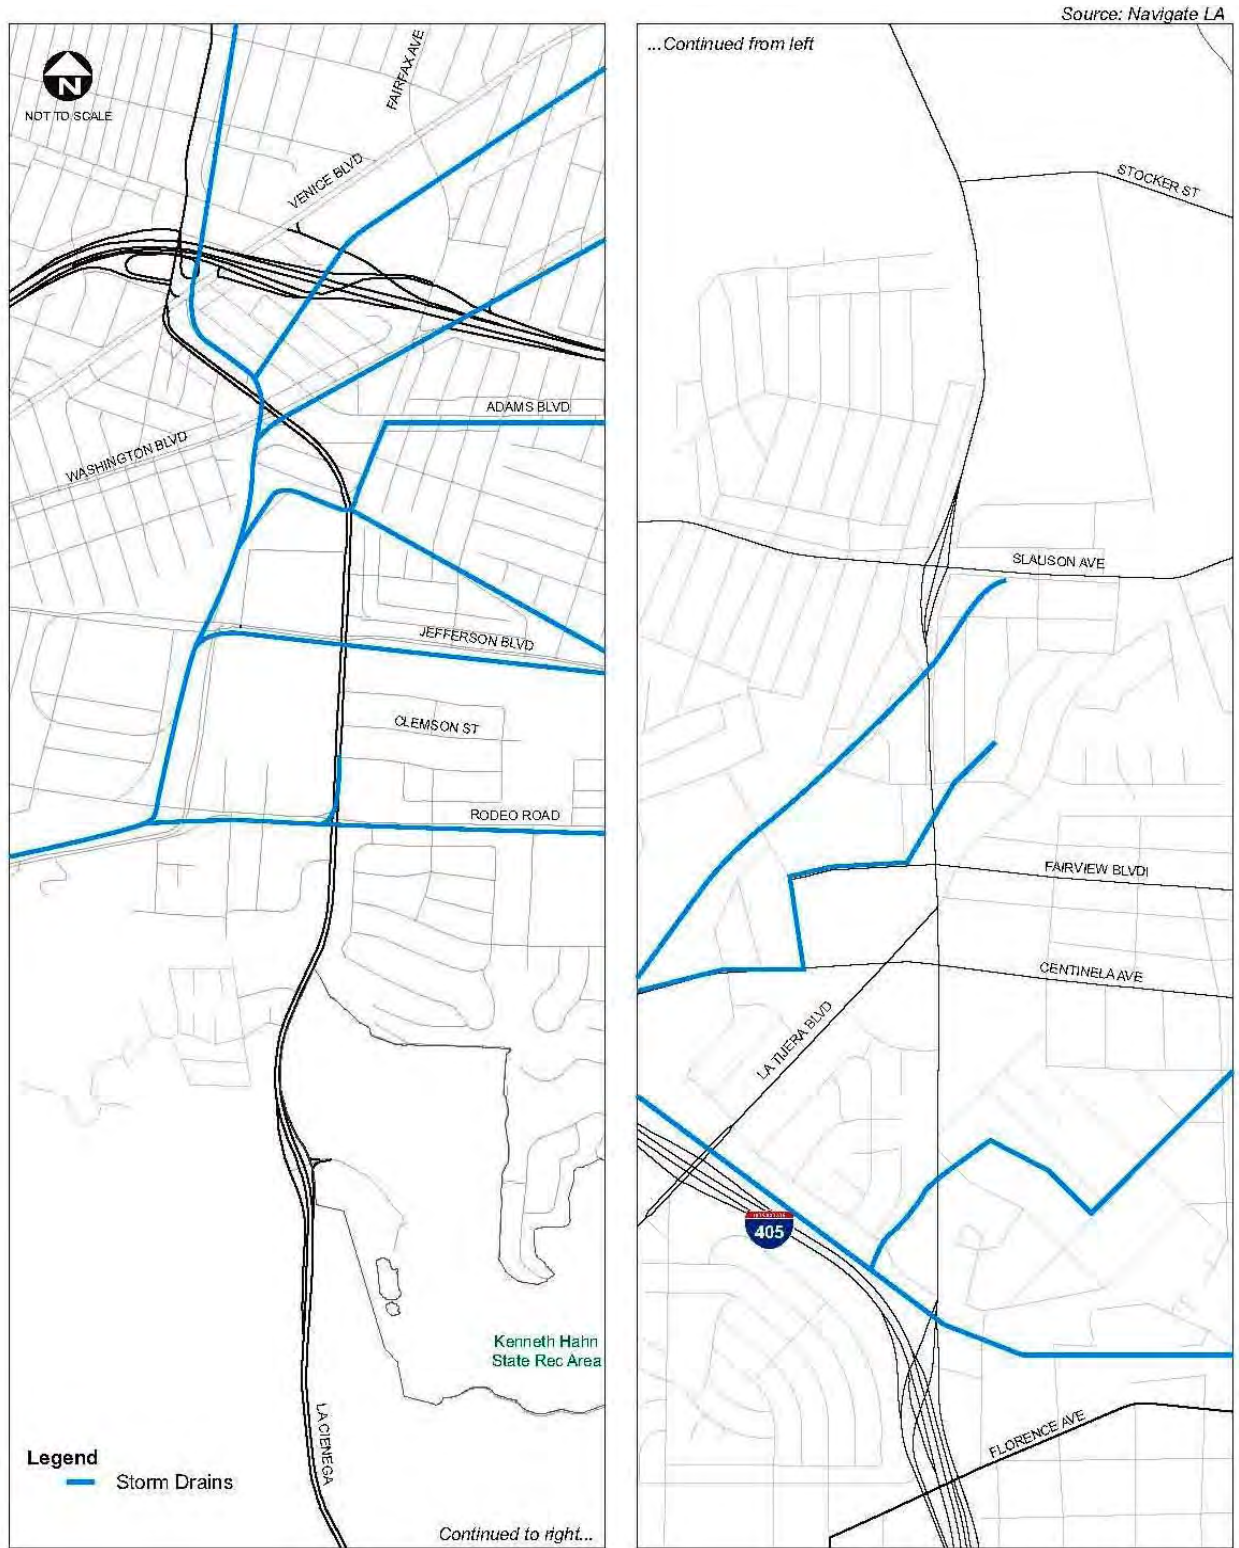 Source: Navigate LA
N
NOT TO SCALE
FAIRFAX AVE
VENICE BLVD
ADAMS BLVD
WASHINGTON BLVD
JEFFERSON BLVD
CLEMSON ST
RODEO ROAD
Kenneth Hahn
State Rec Area
LA CIENEGA
Legend
Storm Drains
Continued to right...
...Continued from left
STOCKER ST
SLAUSON AVE
FAIRVIEW BLVDI
CENTINELA AVE
LA TIJERA BLVD
INTERSTATE
405
FLORENCE AVE